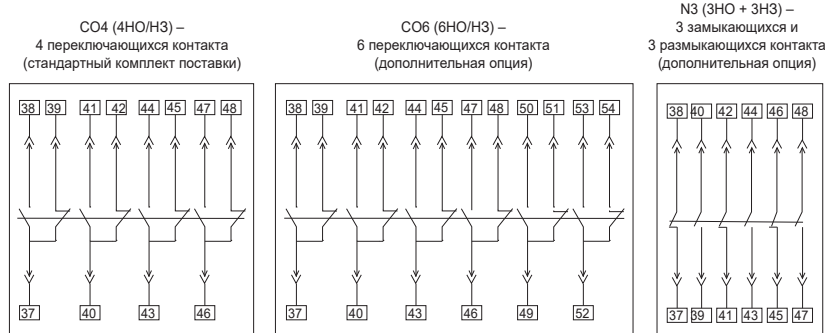 СО4 (4НО/НЗ) –
4 переключающихся контакта
(стандартный комплект поставки)
38 39 41 42 44 45 47 48
37 40 43 46
СО6 (6НО/НЗ) –
6 переключающихся контакта
(дополнительная опция)
38 39 41 42 44 45 47 48 50 51 53 54
37 40 43 46 49 52
N3 (3НО + 3НЗ) –
3 замыкающихся и
3 размыкающихся контакта
(дополнительная опция)
38 40 42 44 46 48
37 39 41 43 45 47